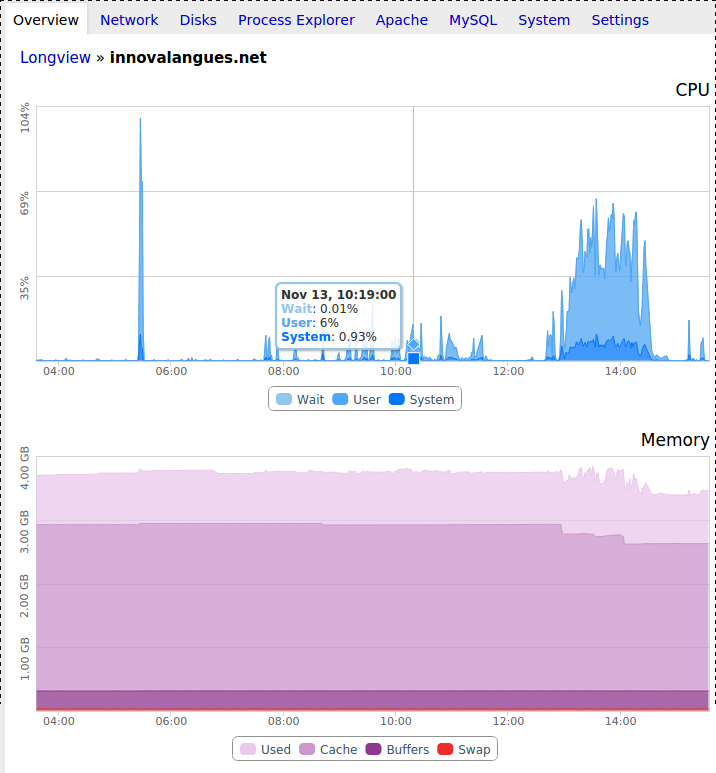 Overview Network Disks Process Explorer Apache MySQL System Settings
Longview » innovalangues.net
CPU
104%
69%
35%
Nov 13, 10:19:00
Wait: 0.01%
User: 6%
System: 0.93%
04:00 06:00 08:00 10:00 12:00 14:00
Wait User System
Memory
4.00 GB
3.00 GB
2.00 GB
1.00 GB
04:00 06:00 08:00 10:00 12:00 14:00
Used Cache Buffers Swap